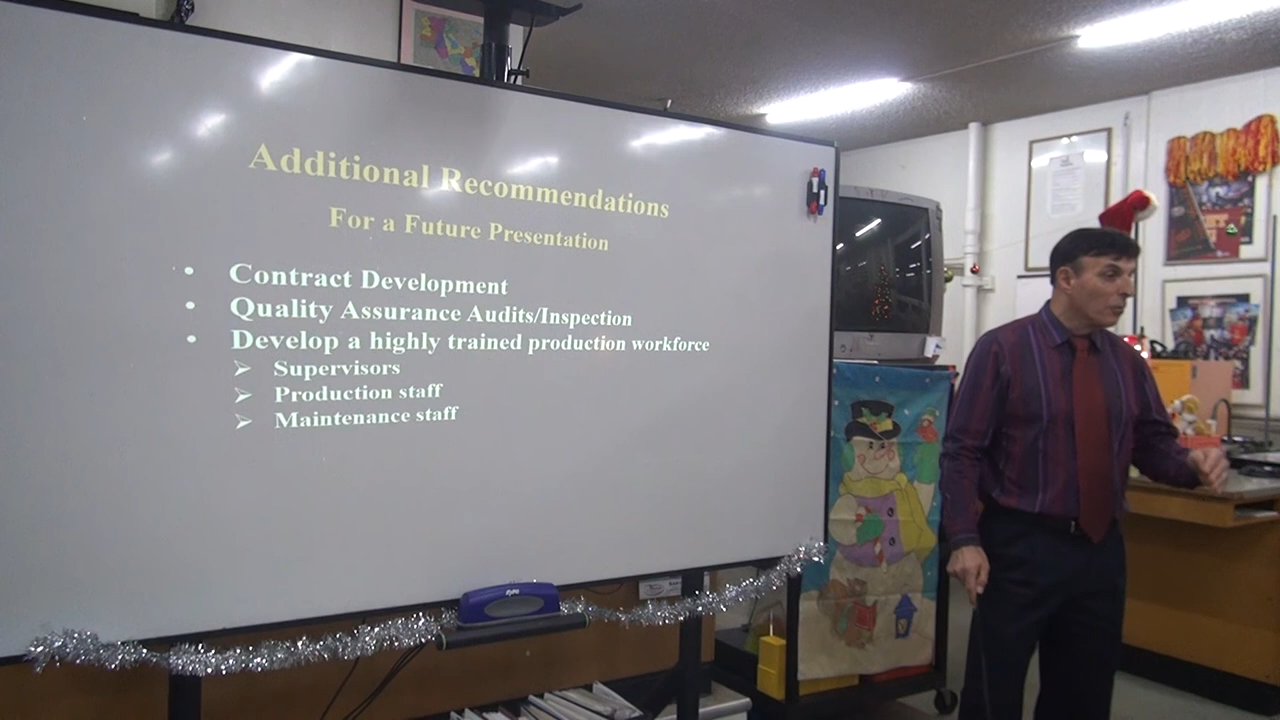 Additional Recommendations
For a Future Presentation
• Contract Development
• Quality Assurance Audits/Inspection
• Develop a highly trained production workforce
➢ Supervisors
➢ Production staff
➢ Maintenance staff